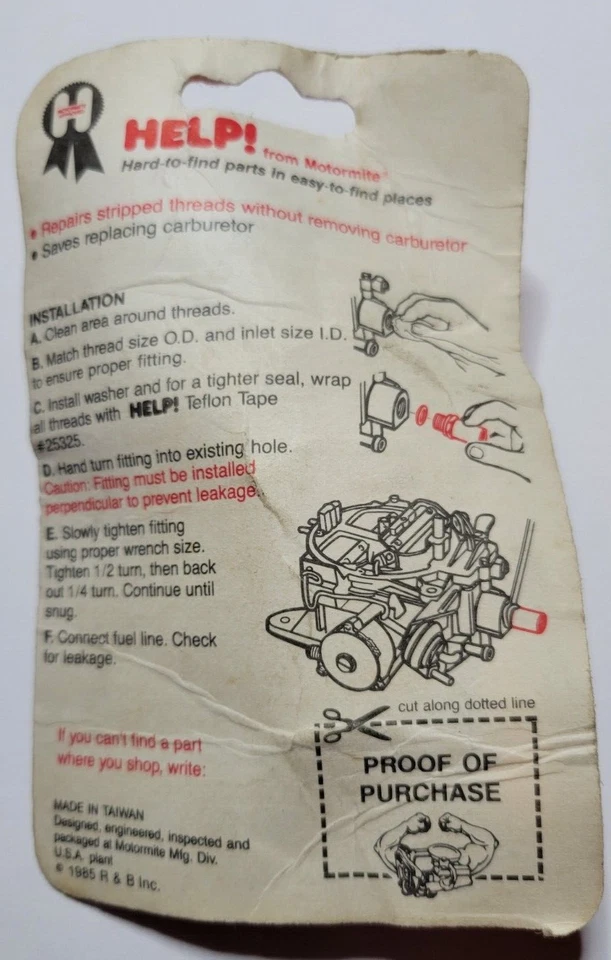 HELP! from Motormite
Hard-to-find parts in easy-to-find places
• Repairs stripped threads without removing carburetor
• Saves replacing carburetor
INSTALLATION
A. Clean area around threads.
B. Match thread size O.D. and inlet size I.D.
to ensure proper fitting.
C. Install washer and for a tighter seal, wrap
all threads with HELP! Teflon Tape
#25325.
D. Hand turn fitting into existing hole.
Caution: Fitting must be installed
perpendicular to prevent leakage.
E. Slowly tighten fitting
using proper wrench size.
Tighten 1/2 turn, then back
out 1/4 turn. Continue until
snug.
F. Connect fuel line. Check
for leakage.
If you can't find a part
where you shop, write:
MADE IN TAIWAN
Designed, engineered, inspected and
packaged at Motormite Mfg. Div.
U.S.A. plant
© 1985 R & B Inc.
cut along dotted line
PROOF OF
PURCHASE